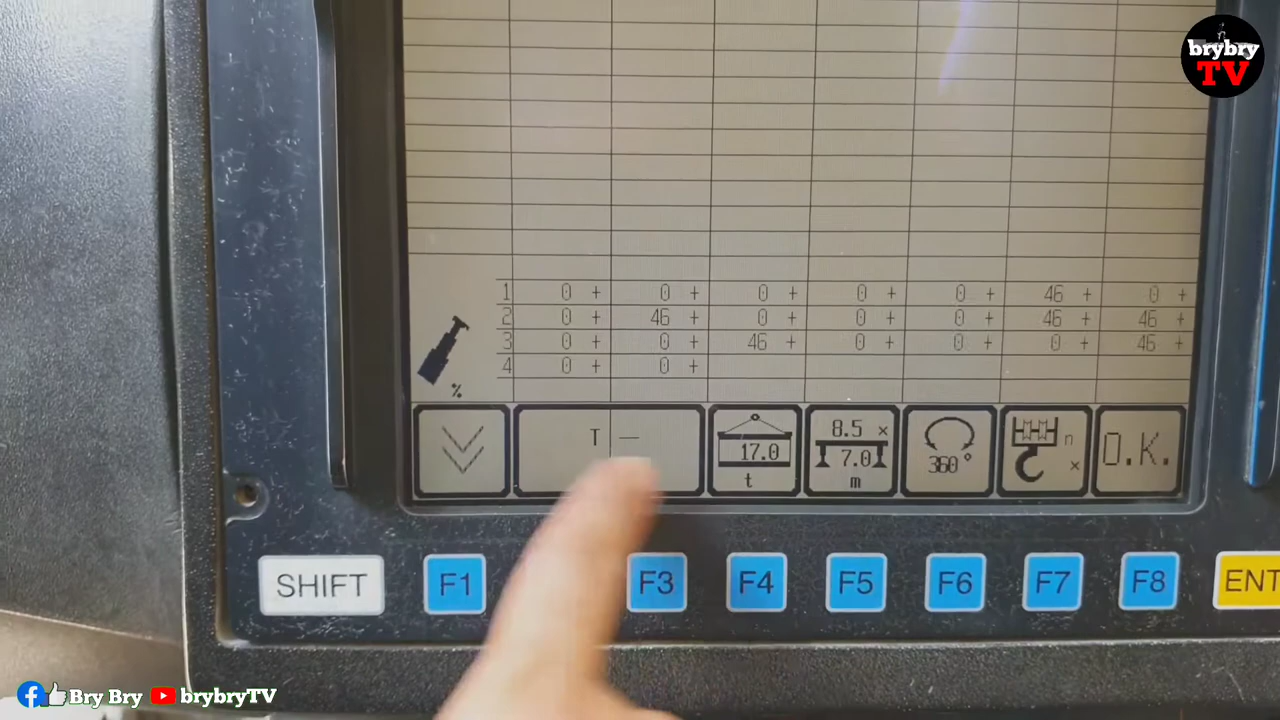 brybry
TV
1 0 + 0 + 0 + 0 + 0 + 46 + 0 +
2 0 + 46 + 0 + 0 + 0 + 46 + 46 +
3 0 + 0 + 46 + 0 + 0 + 0 + 46 +
4 0 + 0 +
%
T — 17.0 t 8.5 × 7.0 m 360° n × O.K.
SHIFT F1 F3 F4 F5 F6 F7 F8 ENT
Bry Bry brybryTV